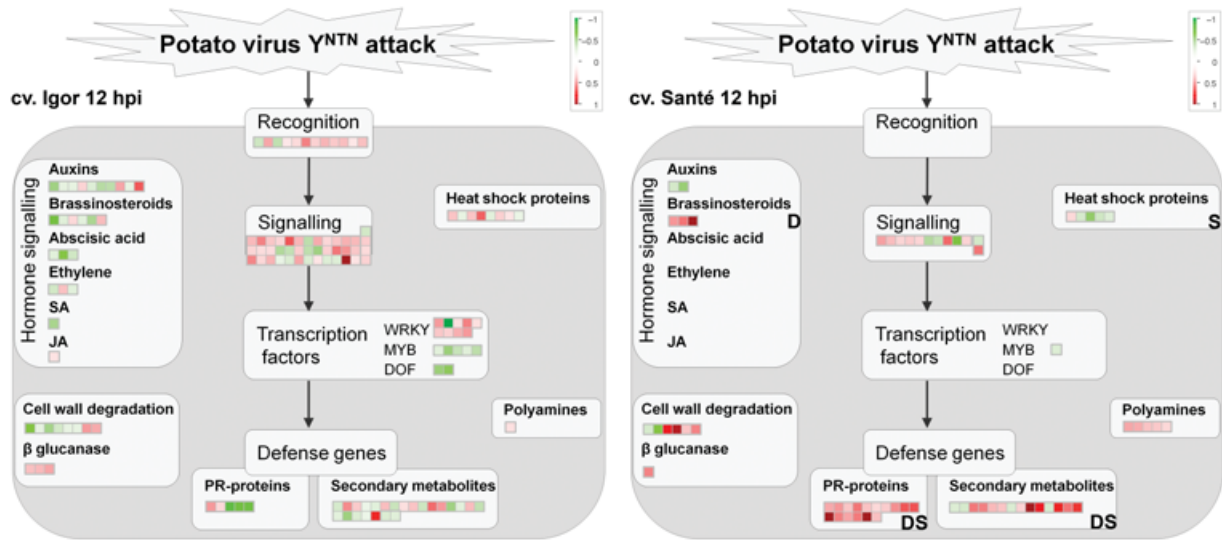 Potato virus Yᴺᵀᴺ attack
-1
-0.5
0
0.5
1
cv. Igor 12 hpi
Recognition
Hormone signalling
Auxins
Brassinosteroids
Abscisic acid
Ethylene
SA
JA
Signalling
Heat shock proteins
Transcription
factors
WRKY
MYB
DOF
Cell wall degradation
β glucanase
Polyamines
Defense genes
PR-proteins
Secondary metabolites
Potato virus Yᴺᵀᴺ attack
-1
-0.5
0
0.5
1
cv. Santé 12 hpi
Recognition
Hormone signalling
Auxins
Brassinosteroids
D
Abscisic acid
Ethylene
SA
JA
Signalling
Heat shock proteins
S
Transcription
factors
WRKY
MYB
DOF
Cell wall degradation
β glucanase
Polyamines
Defense genes
PR-proteins
DS
Secondary metabolites
DS